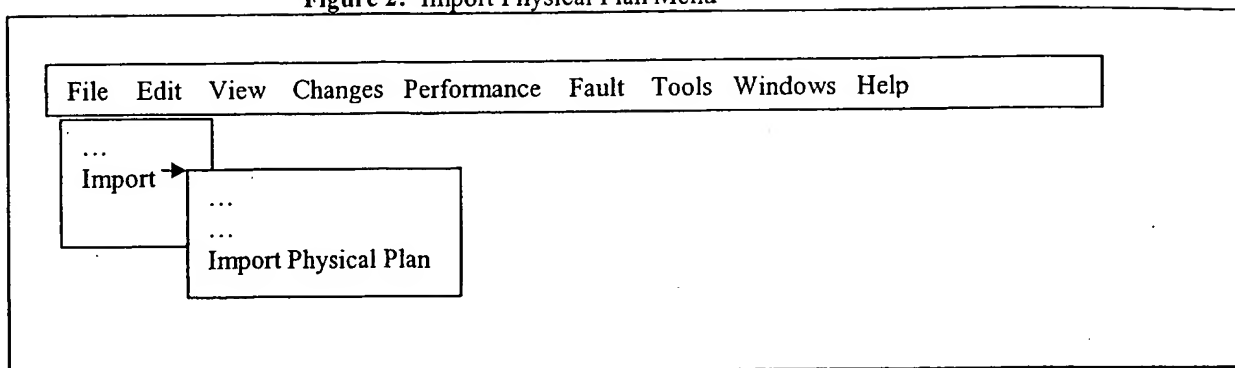 Figure 2: Import Physical Plan Menu
File Edit View Changes Performance Fault Tools Windows Help
...
Import
...
...
Import Physical Plan